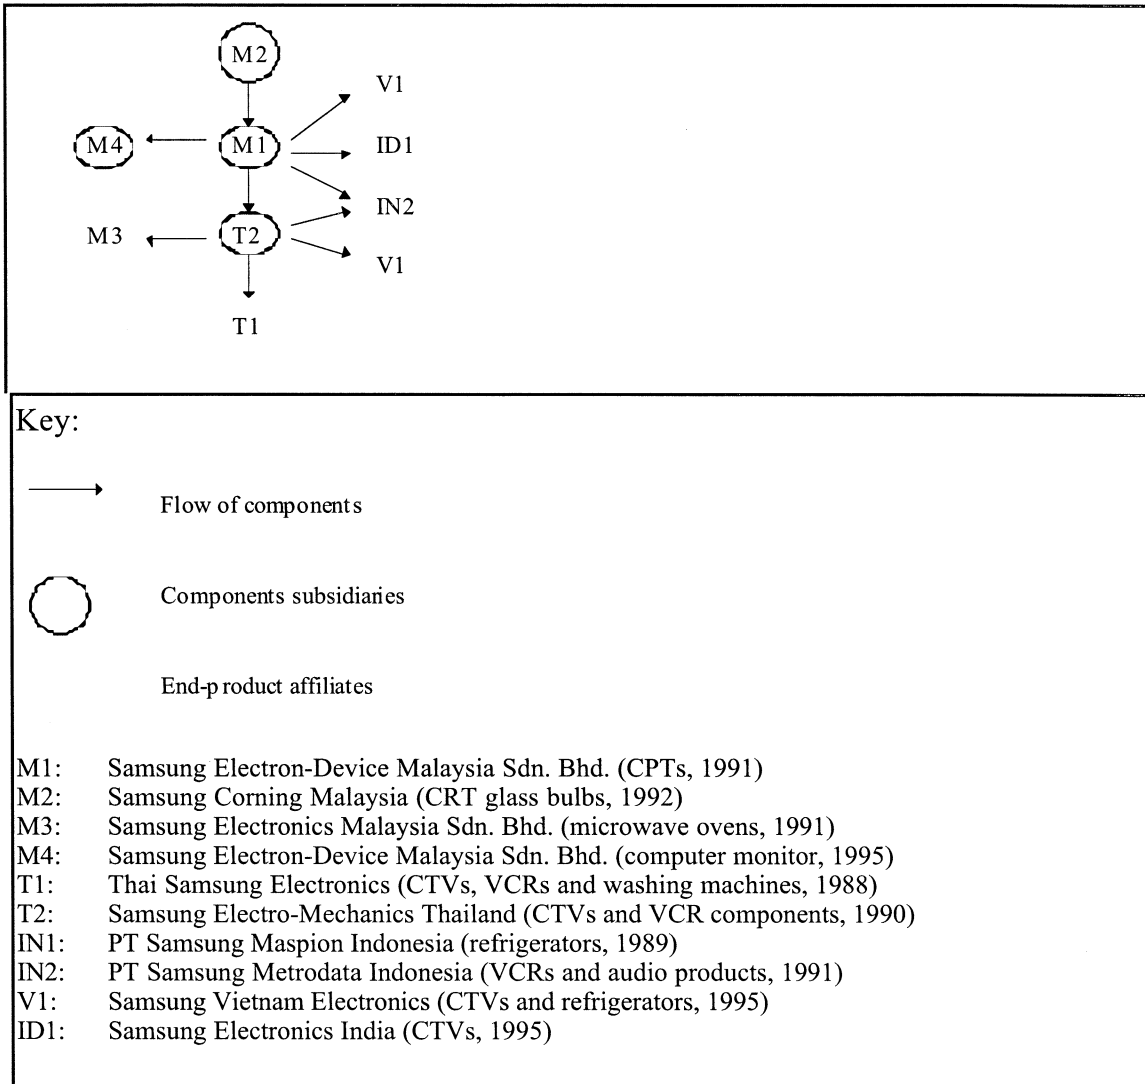 M2
V1
M4 M1 ID1
IN2
M3 T2
V1
T1
Key:
Flow of components
Components subsidiaries
End-product affiliates
M1: Samsung Electron-Device Malaysia Sdn. Bhd. (CPTs, 1991)
M2: Samsung Corning Malaysia (CRT glass bulbs, 1992)
M3: Samsung Electronics Malaysia Sdn. Bhd. (microwave ovens, 1991)
M4: Samsung Electron-Device Malaysia Sdn. Bhd. (computer monitor, 1995)
T1: Thai Samsung Electronics (CTVs, VCRs and washing machines, 1988)
T2: Samsung Electro-Mechanics Thailand (CTVs and VCR components, 1990)
IN1: PT Samsung Maspion Indonesia (refrigerators, 1989)
IN2: PT Samsung Metrodata Indonesia (VCRs and audio products, 1991)
V1: Samsung Vietnam Electronics (CTVs and refrigerators, 1995)
ID1: Samsung Electronics India (CTVs, 1995)